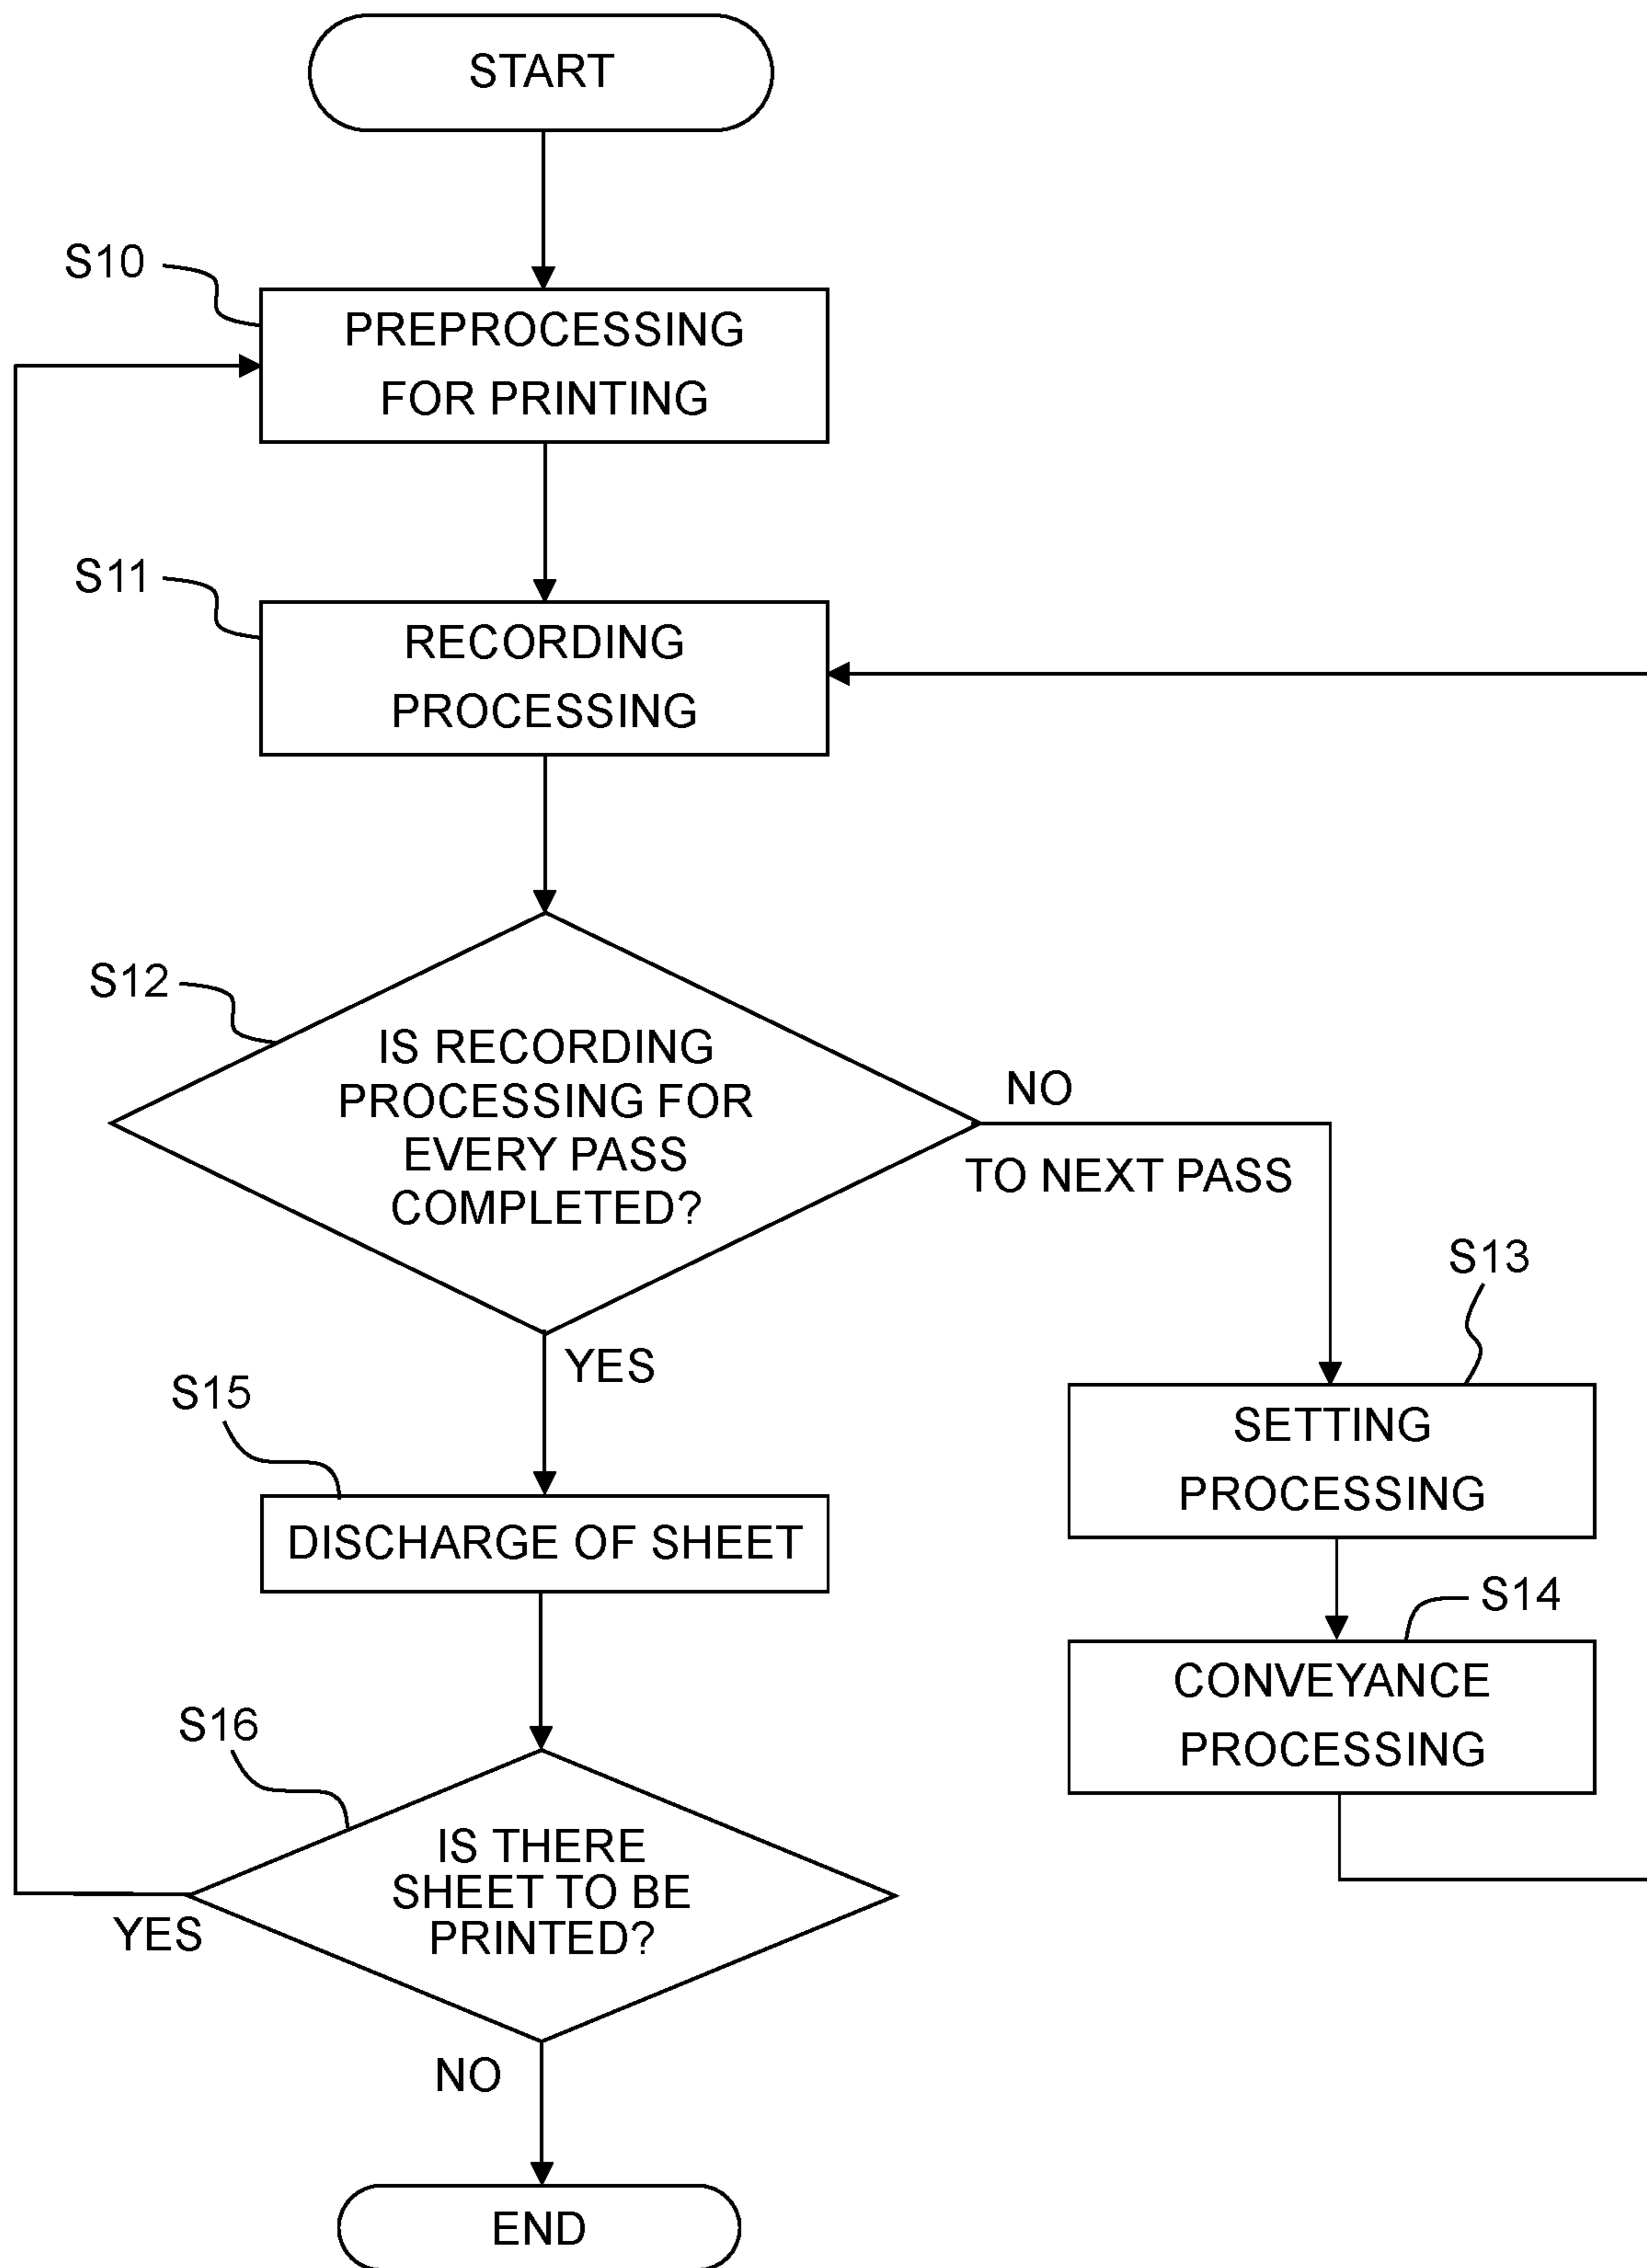 START
S10
PREPROCESSING
FOR PRINTING
S11
RECORDING
PROCESSING
S12
IS RECORDING
PROCESSING FOR
EVERY PASS
COMPLETED?
NO
TO NEXT PASS
YES
S13
SETTING
PROCESSING
S14
CONVEYANCE
PROCESSING
S15
DISCHARGE OF SHEET
S16
IS THERE
SHEET TO BE
PRINTED?
YES
NO
END